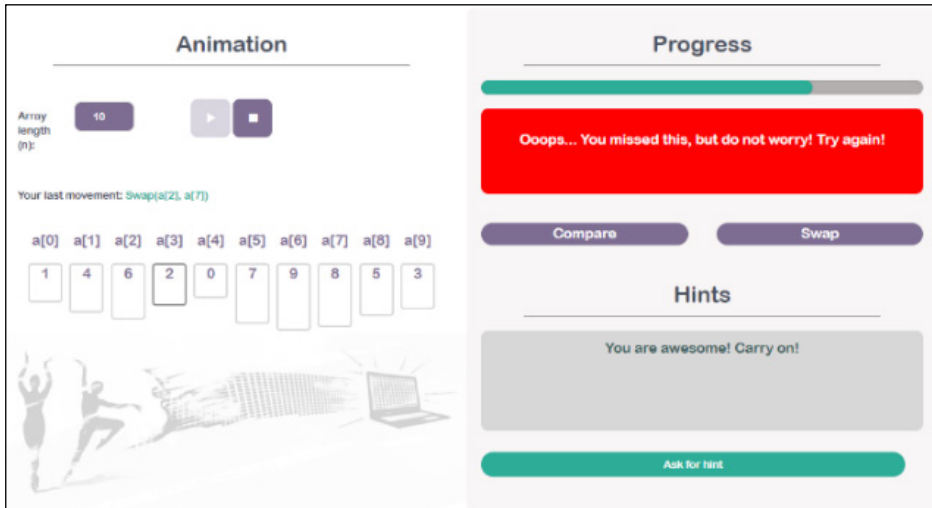 Animation
Array
length
(n):
10
Your last movement: Swap(a[2], a[7])
a[0] a[1] a[2] a[3] a[4] a[5] a[6] a[7] a[8] a[9]
1 4 6 2 0 7 9 8 5 3
Progress
Ooops... You missed this, but do not worry! Try again!
Compare Swap
Hints
You are awesome! Carry on!
Ask for hint